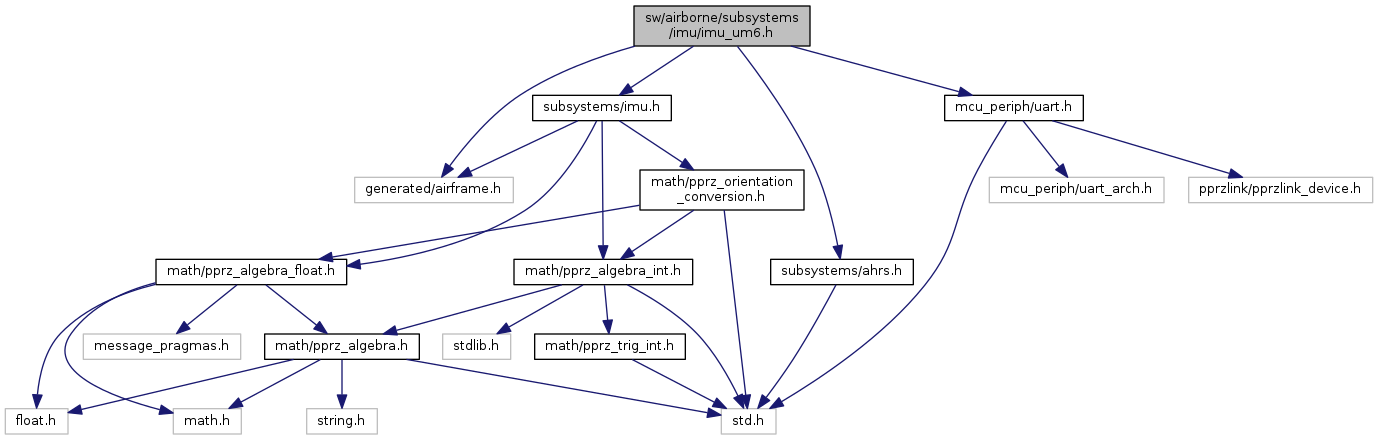 sw/airborne/subsystems
/imu/imu_um6.h
subsystems/imu.h
mcu_periph/uart.h
generated/airframe.h
math/pprz_orientation
_conversion.h
mcu_periph/uart_arch.h
pprzlink/pprzlink_device.h
math/pprz_algebra_float.h
math/pprz_algebra_int.h
subsystems/ahrs.h
message_pragmas.h
math/pprz_algebra.h
stdlib.h
math/pprz_trig_int.h
float.h
math.h
string.h
std.h